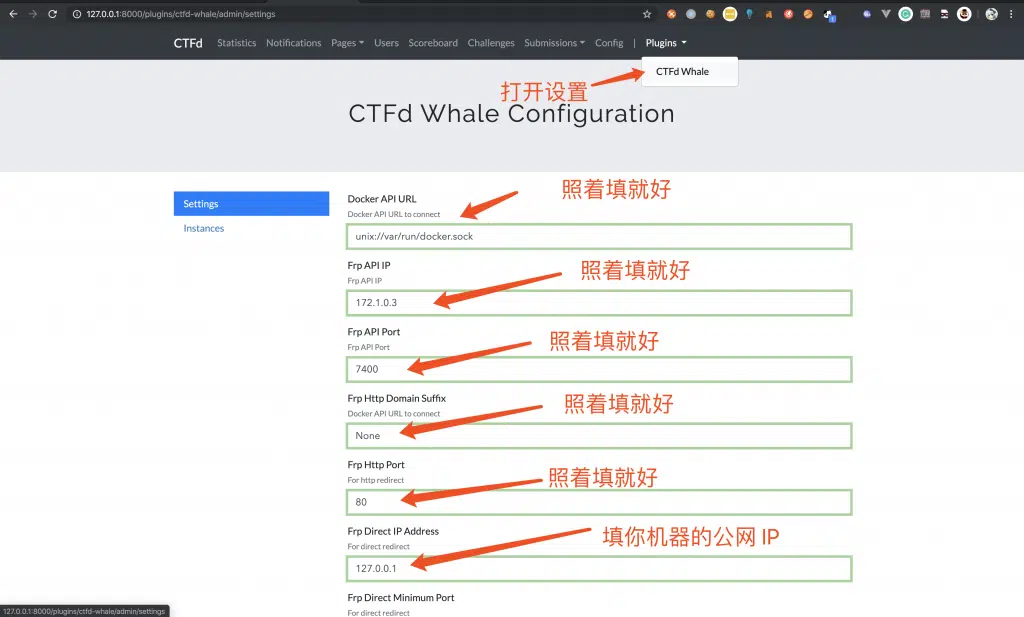 127.0.0.1:8000/plugins/ctfd-whale/admin/settings
CTFd Statistics Notifications Pages Users Scoreboard Challenges Submissions Config | Plugins
CTFd Whale
打开设置
CTFd Whale Configuration
Settings
Instances
Docker API URL
照着填就好
Docker API URL to connect
unix://var/run/docker.sock
Frp API IP
照着填就好
Frp API IP
172.1.0.3
Frp API Port
照着填就好
Frp API Port
7400
Frp Http Domain Suffix
照着填就好
Docker API URL to connect
None
Frp Http Port
照着填就好
For http redirect
80
Frp Direct IP Address
填你机器的公网 IP
For direct redirect
127.0.0.1
Frp Direct Minimum Port
For direct redirect
127.0.0.1:8000/plugins/ctfd-whale/admin/settings